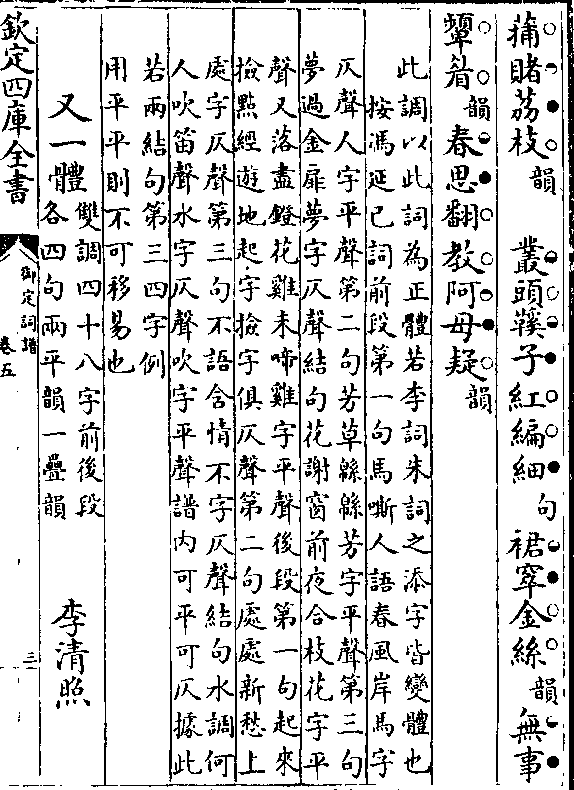 蒱賭荔枝韻 叢頭鞵子紅編細句 裙窣金絲韻 無事
顰眉韻 春思翻教阿母疑韻
此調以此詞為正體若李詞朱詞之添字皆變體也
按馮延已詞前段第一句馬嘶人語春風岸馬字
仄聲人字平聲第二句芳草緜緜芳字平聲第三句
夢過金扉夢字仄聲結句花謝窗前夜合枝花字平
聲又落盡鐙花雞未啼雞字平聲後段第一句起來
檢點經遊地起字檢字俱仄聲第二句處處新愁上
處字仄聲第三句不語含情不字仄聲結句水調何
人吹笛聲水字仄聲吹字平聲譜內可平可仄據此
若兩結句第三四字例
用平平則不可移易也
又一體 雙調四十八字前後段
各四句兩平韻一疊韻 李清照
欽定四庫全書
御定詞譜
卷五
三